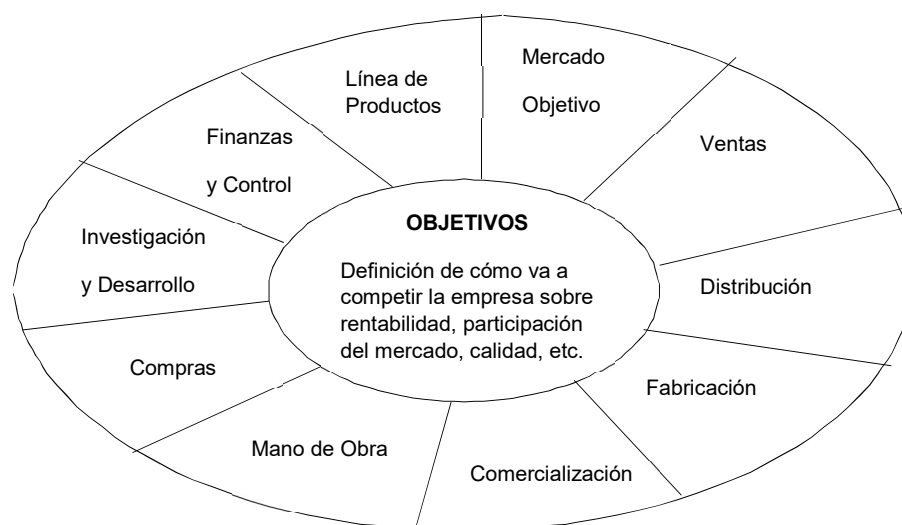 Línea de
Productos
Mercado
Objetivo
Ventas
Distribución
Fabricación
Comercialización
Mano de Obra
Compras
Investigación
y Desarrollo
Finanzas
y Control
OBJETIVOS
Definición de cómo va a
competir la empresa sobre
rentabilidad, participación
del mercado, calidad, etc.